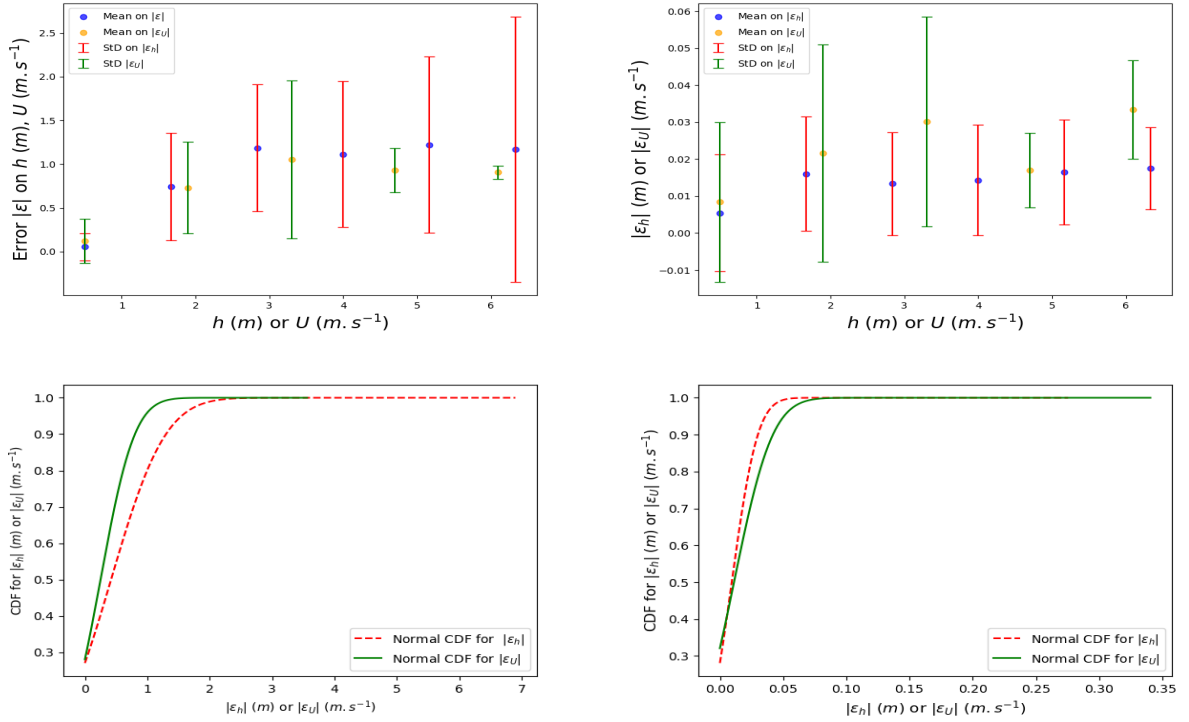 Mean on |ε|
Mean on |ε_U|
StD on |ε_h|
StD |ε_U|
Error |ε| on h (m), U (m.s⁻¹)
2.5
2.0
1.5
1.0
0.5
0.0
1 2 3 4 5 6
h (m) or U (m.s⁻¹)
Mean on |ε_h|
Mean on |ε_U|
StD on |ε_h|
StD on |ε_U|
|ε_h| (m) or |ε_U| (m.s⁻¹)
0.06
0.05
0.04
0.03
0.02
0.01
0.00
−0.01
1 2 3 4 5 6
h (m) or U (m.s⁻¹)
CDF for |ε_h| (m) or |ε_U| (m.s⁻¹)
1.0
0.9
0.8
0.7
0.6
0.5
0.4
0.3
Normal CDF for |ε_h|
Normal CDF for |ε_U|
0 1 2 3 4 5 6 7
|ε_h| (m) or |ε_U| (m.s⁻¹)
CDF for |ε_h| (m) or |ε_U| (m.s⁻¹)
1.0
0.9
0.8
0.7
0.6
0.5
0.4
0.3
Normal CDF for |ε_h|
Normal CDF for |ε_U|
0.00 0.05 0.10 0.15 0.20 0.25 0.30 0.35
|ε_h| (m) or |ε_U| (m.s⁻¹)